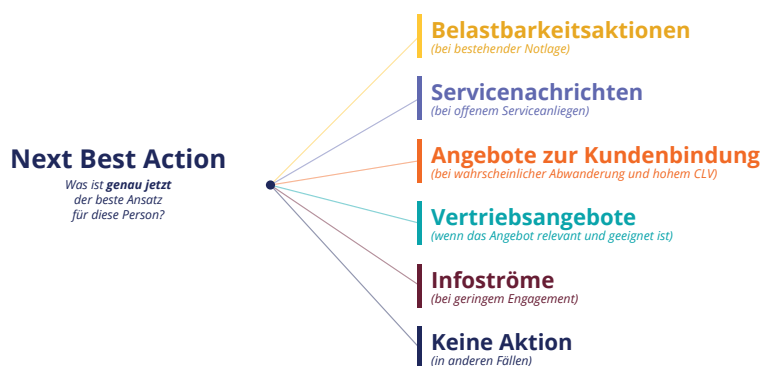 Next Best Action
Was ist genau jetzt
der beste Ansatz
für diese Person?
Belastbarkeitsaktionen
(bei bestehender Notlage)
Servicenachrichten
(bei offenem Serviceanliegen)
Angebote zur Kundenbindung
(bei wahrscheinlicher Abwanderung und hohem CLV)
Vertriebsangebote
(wenn das Angebot relevant und geeignet ist)
Infoströme
(bei geringem Engagement)
Keine Aktion
(in anderen Fällen)